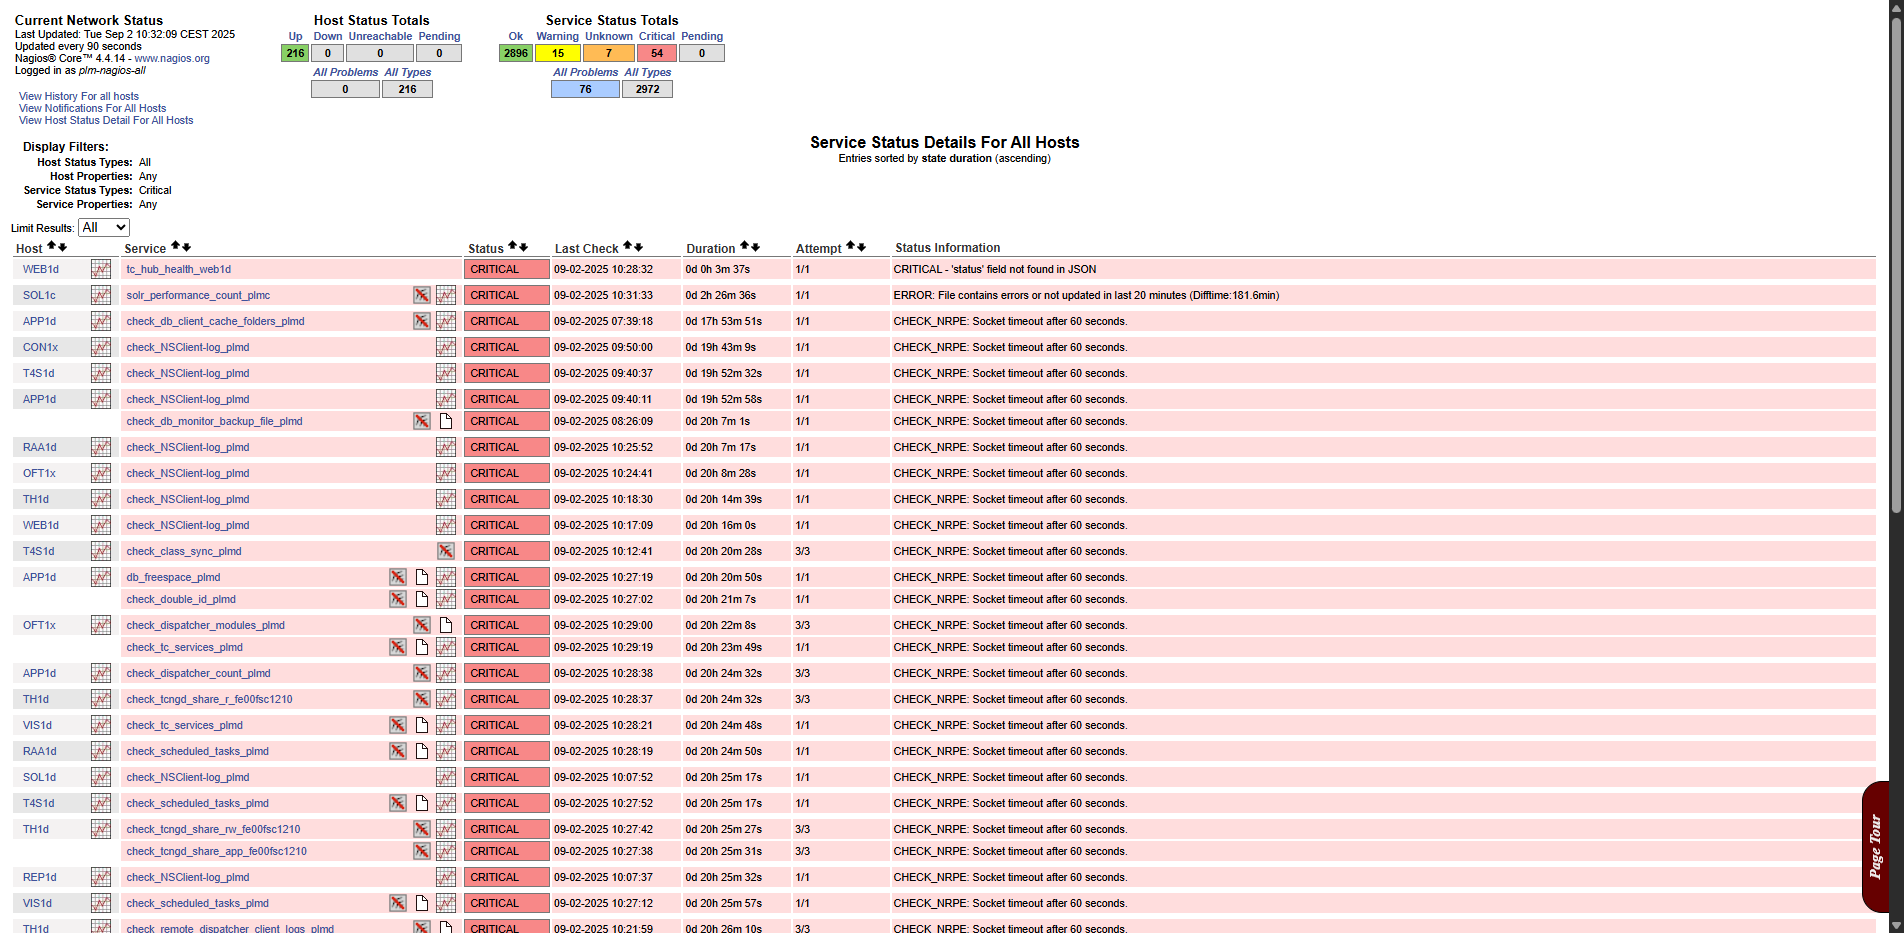 Current Network Status
Last Updated: Tue Sep 2 10:32:09 CEST 2025
Updated every 90 seconds
Nagios® Core™ 4.4.14 - www.nagios.org
Logged in as plm-nagios-all
View History For all hosts
View Notifications For All Hosts
View Host Status Detail For All Hosts
Host Status Totals
Up Down Unreachable Pending
216 0 0 0
All Problems All Types
0 216
Service Status Totals
Ok Warning Unknown Critical Pending
2896 15 7 54 0
All Problems All Types
76 2972
Display Filters:
Host Status Types: All
Host Properties: Any
Service Status Types: Critical
Service Properties: Any
Service Status Details For All Hosts
Entries sorted by state duration (ascending)
Limit Results: All
Host Service Status Last Check Duration Attempt Status Information
WEB1d tc_hub_health_web1d CRITICAL 09-02-2025 10:28:32 0d 0h 3m 37s 1/1 CRITICAL - 'status' field not found in JSON
SOL1c solr_performance_count_plmc CRITICAL 09-02-2025 10:31:33 0d 2h 26m 36s 1/1 ERROR: File contains errors or not updated in last 20 minutes (Difftime:181.6min)
APP1d check_db_client_cache_folders_plmd CRITICAL 09-02-2025 07:39:18 0d 17h 53m 51s 1/1 CHECK_NRPE: Socket timeout after 60 seconds.
CON1x check_NSClient-log_plmd CRITICAL 09-02-2025 09:50:00 0d 19h 43m 9s 1/1 CHECK_NRPE: Socket timeout after 60 seconds.
T4S1d check_NSClient-log_plmd CRITICAL 09-02-2025 09:40:37 0d 19h 52m 32s 1/1 CHECK_NRPE: Socket timeout after 60 seconds.
APP1d check_NSClient-log_plmd CRITICAL 09-02-2025 09:40:11 0d 19h 52m 58s 1/1 CHECK_NRPE: Socket timeout after 60 seconds.
check_db_monitor_backup_file_plmd CRITICAL 09-02-2025 08:26:09 0d 20h 7m 1s 1/1 CHECK_NRPE: Socket timeout after 60 seconds.
RAA1d check_NSClient-log_plmd CRITICAL 09-02-2025 10:25:52 0d 20h 7m 17s 1/1 CHECK_NRPE: Socket timeout after 60 seconds.
OFT1x check_NSClient-log_plmd CRITICAL 09-02-2025 10:24:41 0d 20h 8m 28s 1/1 CHECK_NRPE: Socket timeout after 60 seconds.
TH1d check_NSClient-log_plmd CRITICAL 09-02-2025 10:18:30 0d 20h 14m 39s 1/1 CHECK_NRPE: Socket timeout after 60 seconds.
WEB1d check_NSClient-log_plmd CRITICAL 09-02-2025 10:17:09 0d 20h 16m 0s 1/1 CHECK_NRPE: Socket timeout after 60 seconds.
T4S1d check_class_sync_plmd CRITICAL 09-02-2025 10:12:41 0d 20h 20m 28s 3/3 CHECK_NRPE: Socket timeout after 60 seconds.
APP1d db_freespace_plmd CRITICAL 09-02-2025 10:27:19 0d 20h 20m 50s 1/1 CHECK_NRPE: Socket timeout after 60 seconds.
check_double_id_plmd CRITICAL 09-02-2025 10:27:02 0d 20h 21m 7s 1/1 CHECK_NRPE: Socket timeout after 60 seconds.
OFT1x check_dispatcher_modules_plmd CRITICAL 09-02-2025 10:29:00 0d 20h 22m 8s 3/3 CHECK_NRPE: Socket timeout after 60 seconds.
check_tc_services_plmd CRITICAL 09-02-2025 10:29:19 0d 20h 23m 49s 1/1 CHECK_NRPE: Socket timeout after 60 seconds.
APP1d check_dispatcher_count_plmd CRITICAL 09-02-2025 10:28:38 0d 20h 24m 32s 3/3 CHECK_NRPE: Socket timeout after 60 seconds.
TH1d check_tcngd_share_r_fe00fsc1210 CRITICAL 09-02-2025 10:28:37 0d 20h 24m 32s 3/3 CHECK_NRPE: Socket timeout after 60 seconds.
VIS1d check_tc_services_plmd CRITICAL 09-02-2025 10:28:21 0d 20h 24m 48s 1/1 CHECK_NRPE: Socket timeout after 60 seconds.
RAA1d check_scheduled_tasks_plmd CRITICAL 09-02-2025 10:28:19 0d 20h 24m 50s 1/1 CHECK_NRPE: Socket timeout after 60 seconds.
SOL1d check_NSClient-log_plmd CRITICAL 09-02-2025 10:07:52 0d 20h 25m 17s 1/1 CHECK_NRPE: Socket timeout after 60 seconds.
T4S1d check_scheduled_tasks_plmd CRITICAL 09-02-2025 10:27:52 0d 20h 25m 17s 1/1 CHECK_NRPE: Socket timeout after 60 seconds.
TH1d check_tcngd_share_rw_fe00fsc1210 CRITICAL 09-02-2025 10:27:42 0d 20h 25m 27s 3/3 CHECK_NRPE: Socket timeout after 60 seconds.
check_tcngd_share_app_fe00fsc1210 CRITICAL 09-02-2025 10:27:38 0d 20h 25m 31s 3/3 CHECK_NRPE: Socket timeout after 60 seconds.
REP1d check_NSClient-log_plmd CRITICAL 09-02-2025 10:07:37 0d 20h 25m 32s 1/1 CHECK_NRPE: Socket timeout after 60 seconds.
VIS1d check_scheduled_tasks_plmd CRITICAL 09-02-2025 10:27:12 0d 20h 25m 57s 1/1 CHECK_NRPE: Socket timeout after 60 seconds.
TH1d check_remote_dispatcher_client_logs_plmd CRITICAL 09-02-2025 10:21:59 0d 20h 26m 10s 3/3 CHECK_NRPE: Socket timeout after 60 seconds.
Page Tour